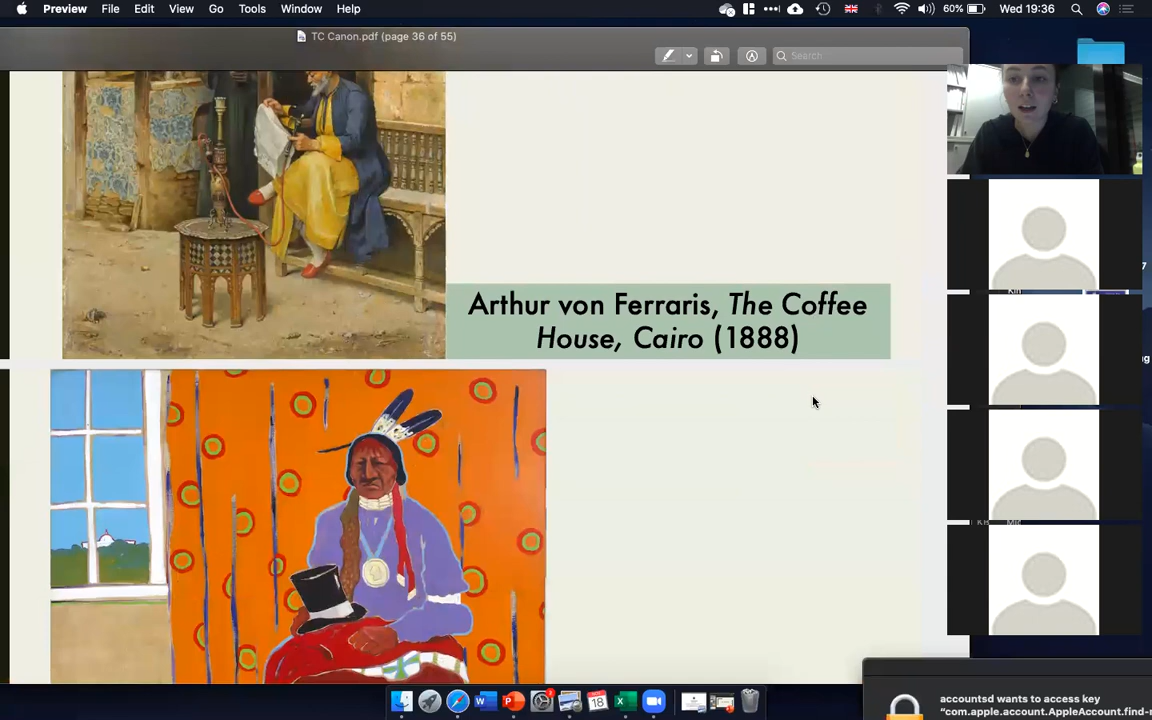 Preview File Edit View Go Tools Window Help 60% Wed 19:36
TC Canon.pdf (page 36 of 55)
Search
Arthur von Ferraris, The Coffee
House, Cairo (1888)
accountsd wants to access key
"com.apple.account.AppleAccount.find-